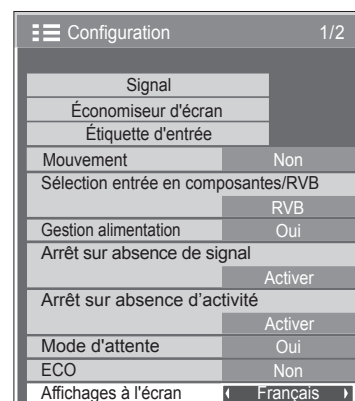 Configuration 1/2
Signal
Économiseur d'écran
Étiquette d'entrée
Mouvement Non
Sélection entrée en composantes/RVB
RVB
Gestion alimentation Oui
Arrêt sur absence de signal
Activer
Arrêt sur absence d’activité
Activer
Mode d'attente Oui
ECO Non
Affichages à l'écran Français